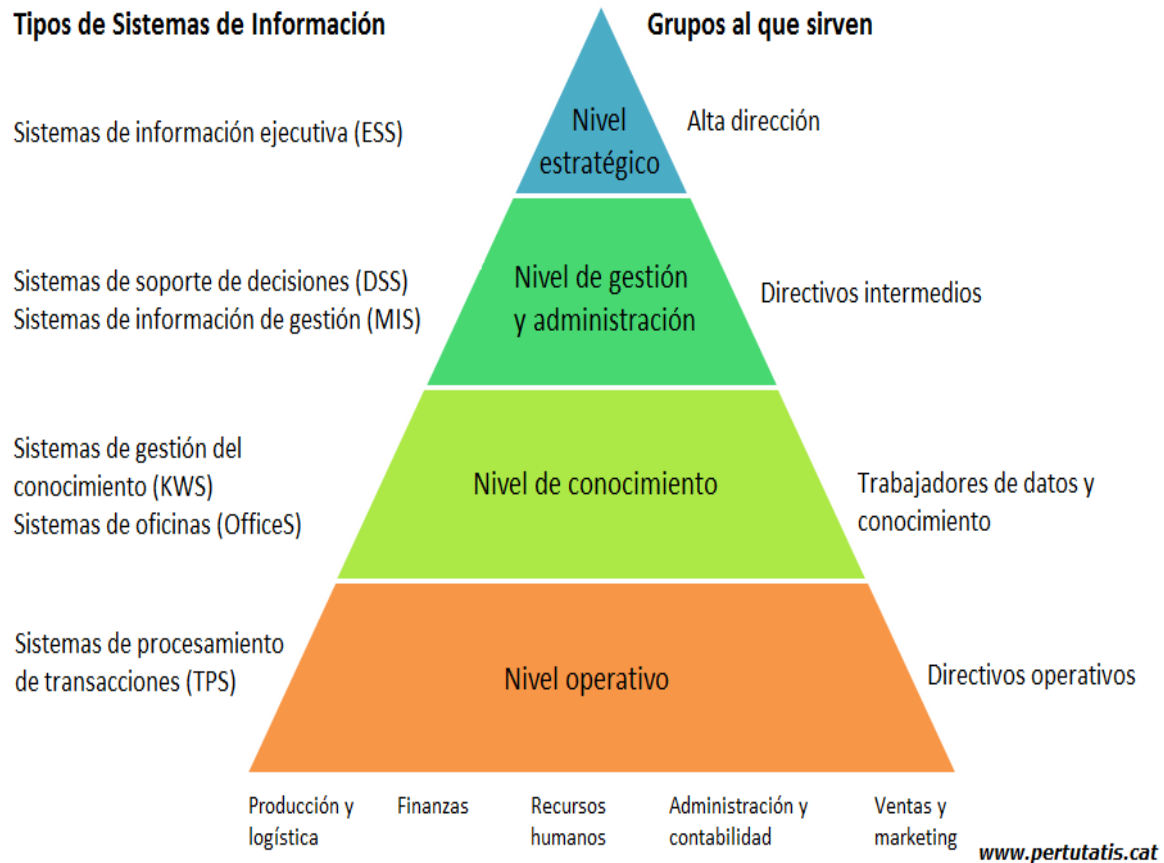 Tipos de Sistemas de Información
Grupos al que sirven
Sistemas de información ejecutiva (ESS)
Nivel
estratégico
Alta dirección
Sistemas de soporte de decisiones (DSS)
Sistemas de información de gestión (MIS)
Nivel de gestión
y administración
Directivos intermedios
Sistemas de gestión del
conocimiento (KWS)
Sistemas de oficinas (OfficeS)
Nivel de conocimiento
Trabajadores de datos y
conocimiento
Sistemas de procesamiento
de transacciones (TPS)
Nivel operativo
Directivos operativos
Producción y
logística
Finanzas
Recursos
humanos
Administración y
contabilidad
Ventas y
marketing
www.pertutatis.cat